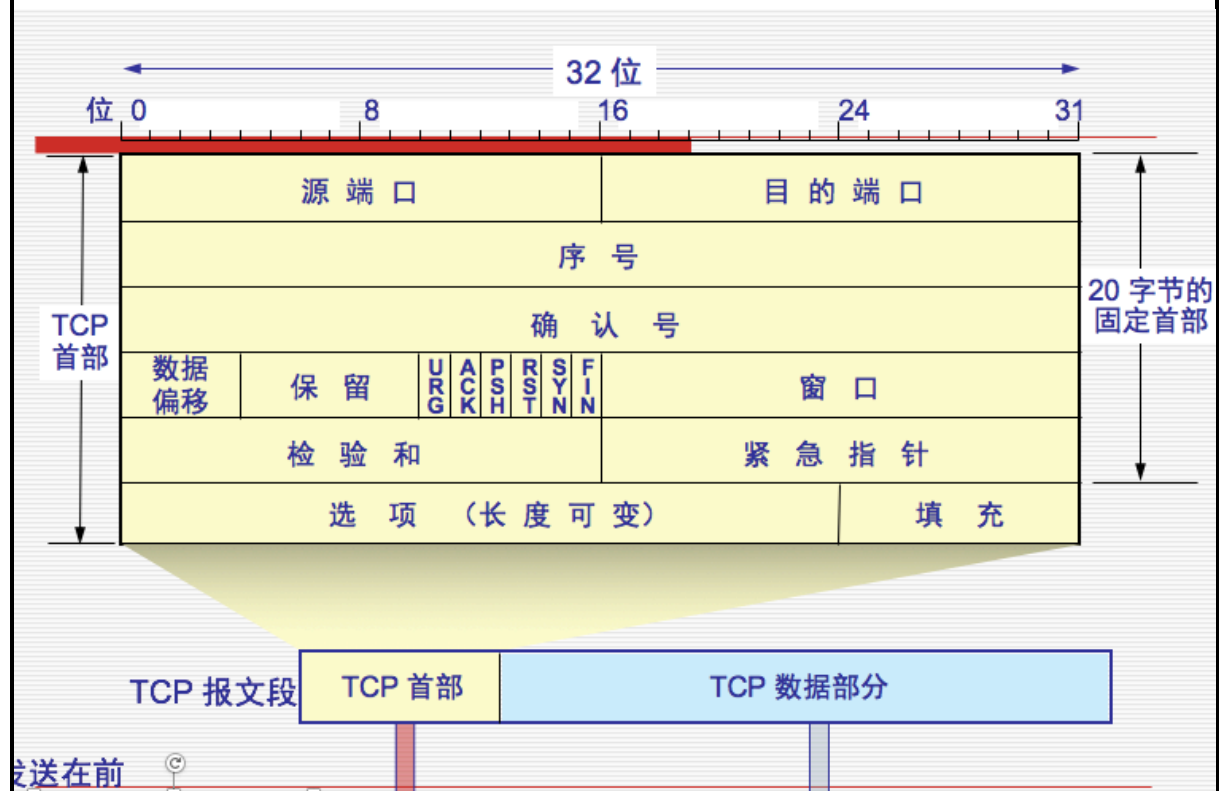 32 位
位 0 8 16 24 31
源 端 口 目 的 端 口
序 号
确 认 号
TCP
首部
20 字节的
固定首部
数据
偏移
保 留
URG
ACK
PSH
RST
SYN
FIN
窗 口
检 验 和 紧 急 指 针
选 项 （长 度 可 变） 填 充
TCP 报文段 TCP 首部 TCP 数据部分
送在前